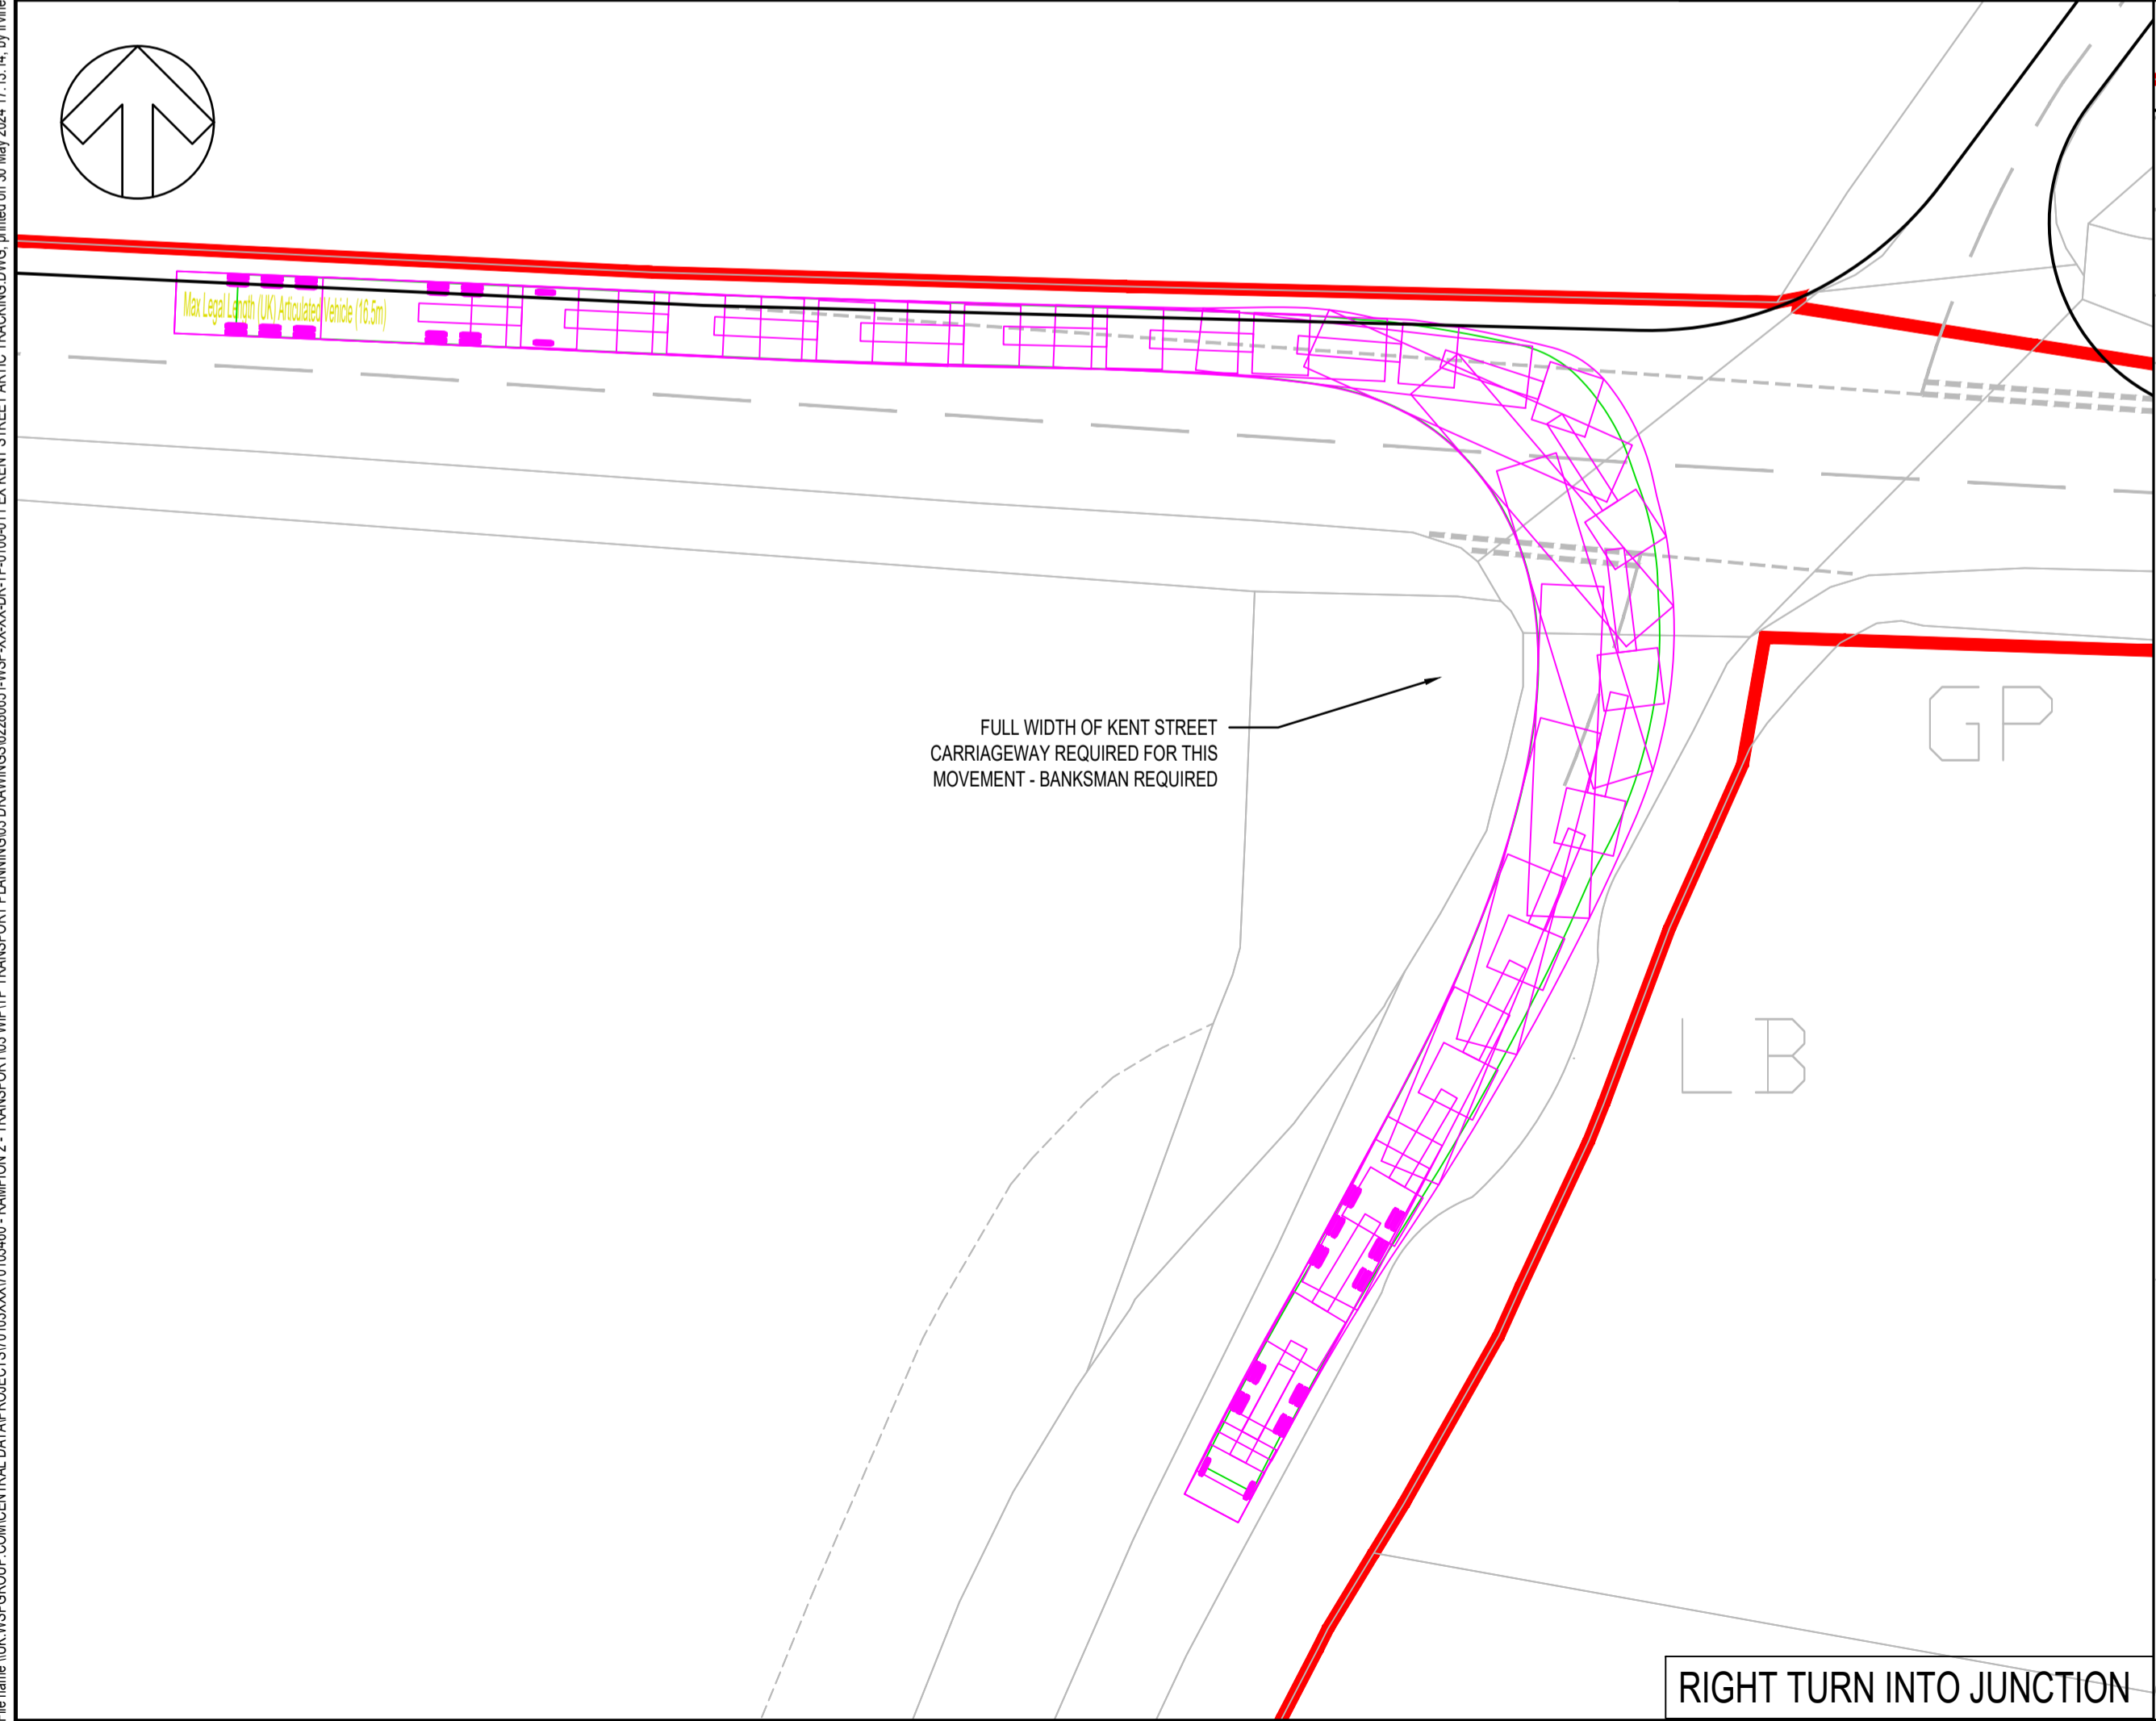 Max Legal Length (UK) Articulated Vehicle (16.5m)
FULL WIDTH OF KENT STREET
CARRIAGEWAY REQUIRED FOR THIS
MOVEMENT - BANKSMAN REQUIRED
GP
LB
RIGHT TURN INTO JUNCTION